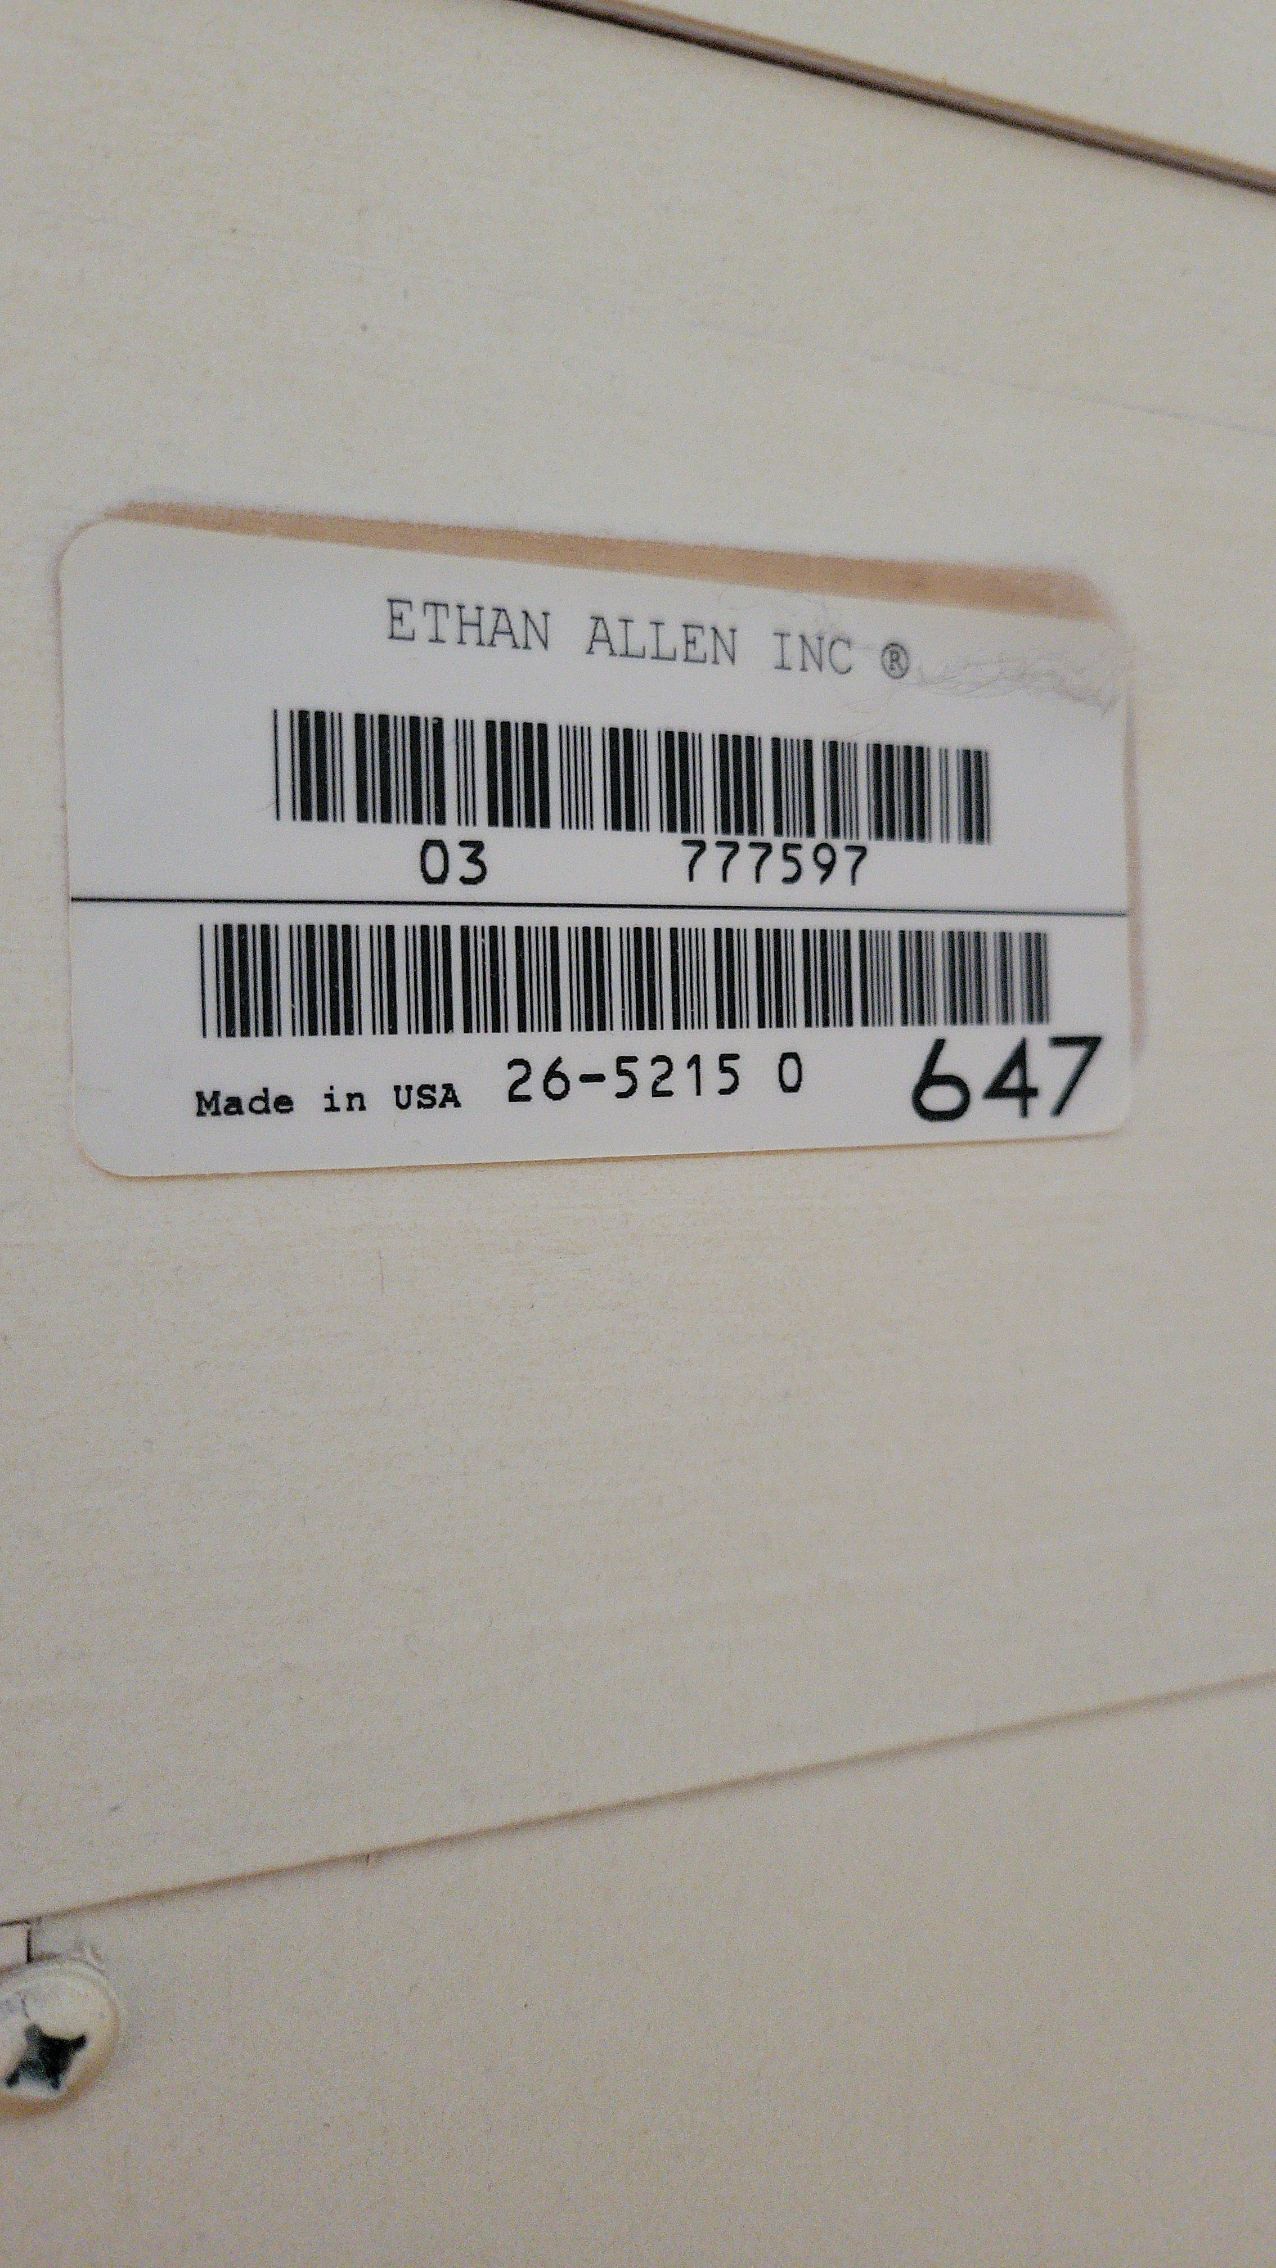 ETHAN ALLEN INC ®
03 777597
Made in USA 26-5215 0 647